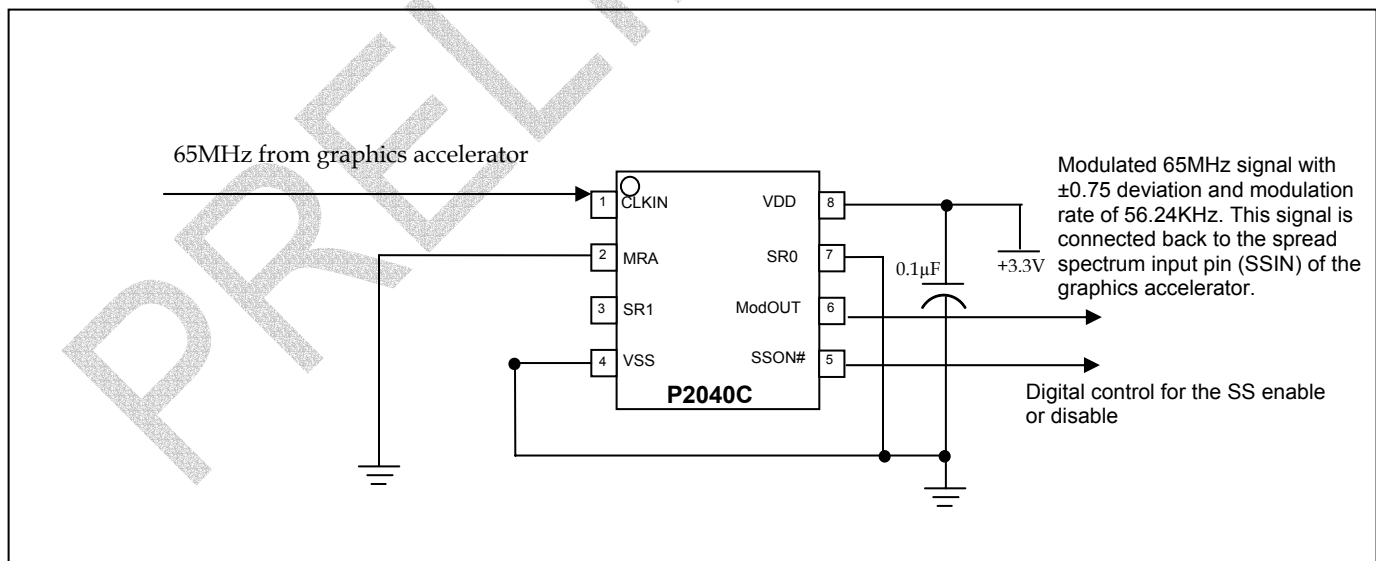 PRELI
65MHz from graphics accelerator
1 CLKIN
2 MRA
3 SR1
4 VSS
VDD 8
SR0 7
ModOUT 6
SSON# 5
P2040C
0.1µF
+3.3V
Modulated 65MHz signal with
±0.75 deviation and modulation
rate of 56.24KHz. This signal is
connected back to the spread
spectrum input pin (SSIN) of the
graphics accelerator.
Digital control for the SS enable
or disable